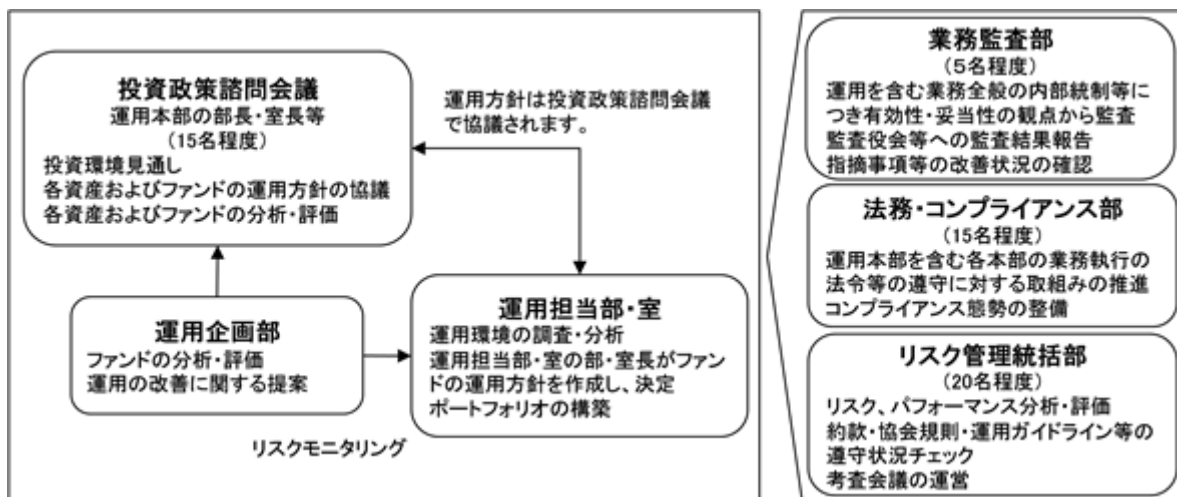 投資政策諮問会議
運用本部の部長・室長等
(15名程度)
投資環境見通し
各資産およびファンドの運用方針の協議
各資産およびファンドの分析・評価
運用方針は投資政策諮問会議
で協議されます。
運用企画部
ファンドの分析・評価
運用の改善に関する提案
運用担当部・室
運用環境の調査・分析
運用担当部・室の部・室長がファン
ドの運用方針を作成し、決定
ポートフォリオの構築
リスクモニタリング
業務監査部
(5名程度)
運用を含む業務全般の内部統制等に
つき有効性・妥当性の観点から監査
監査役会等への監査結果報告
指摘事項等の改善状況の確認
法務・コンプライアンス部
(15名程度)
運用本部を含む各本部の業務執行の
法令等の遵守に対する取組みの推進
コンプライアンス態勢の整備
リスク管理統括部
(20名程度)
リスク、パフォーマンス分析・評価
約款・協会規則・運用ガイドライン等の
遵守状況チェック
考査会議の運営